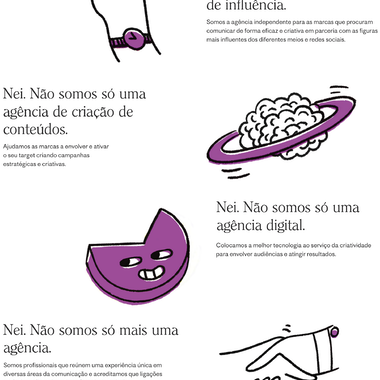 de influência.
Somos a agência independente para as marcas que procuram
comunicar de forma eficaz e criativa em parceria com as figuras
mais influentes dos diferentes meios e redes sociais.
Nei. Não somos só uma
agência de criação de
conteúdos.
Ajudamos as marcas a envolver e ativar
o seu target criando campanhas
estratégicas e criativas.
Nei. Não somos só uma
agência digital.
Colocamos a melhor tecnologia ao serviço da criatividade
para envolver audiências e atingir resultados.
Nei. Não somos só mais uma
agência.
Somos profissionais que reúnem uma experiência única em
diversas áreas da comunicação e acreditamos que ligações